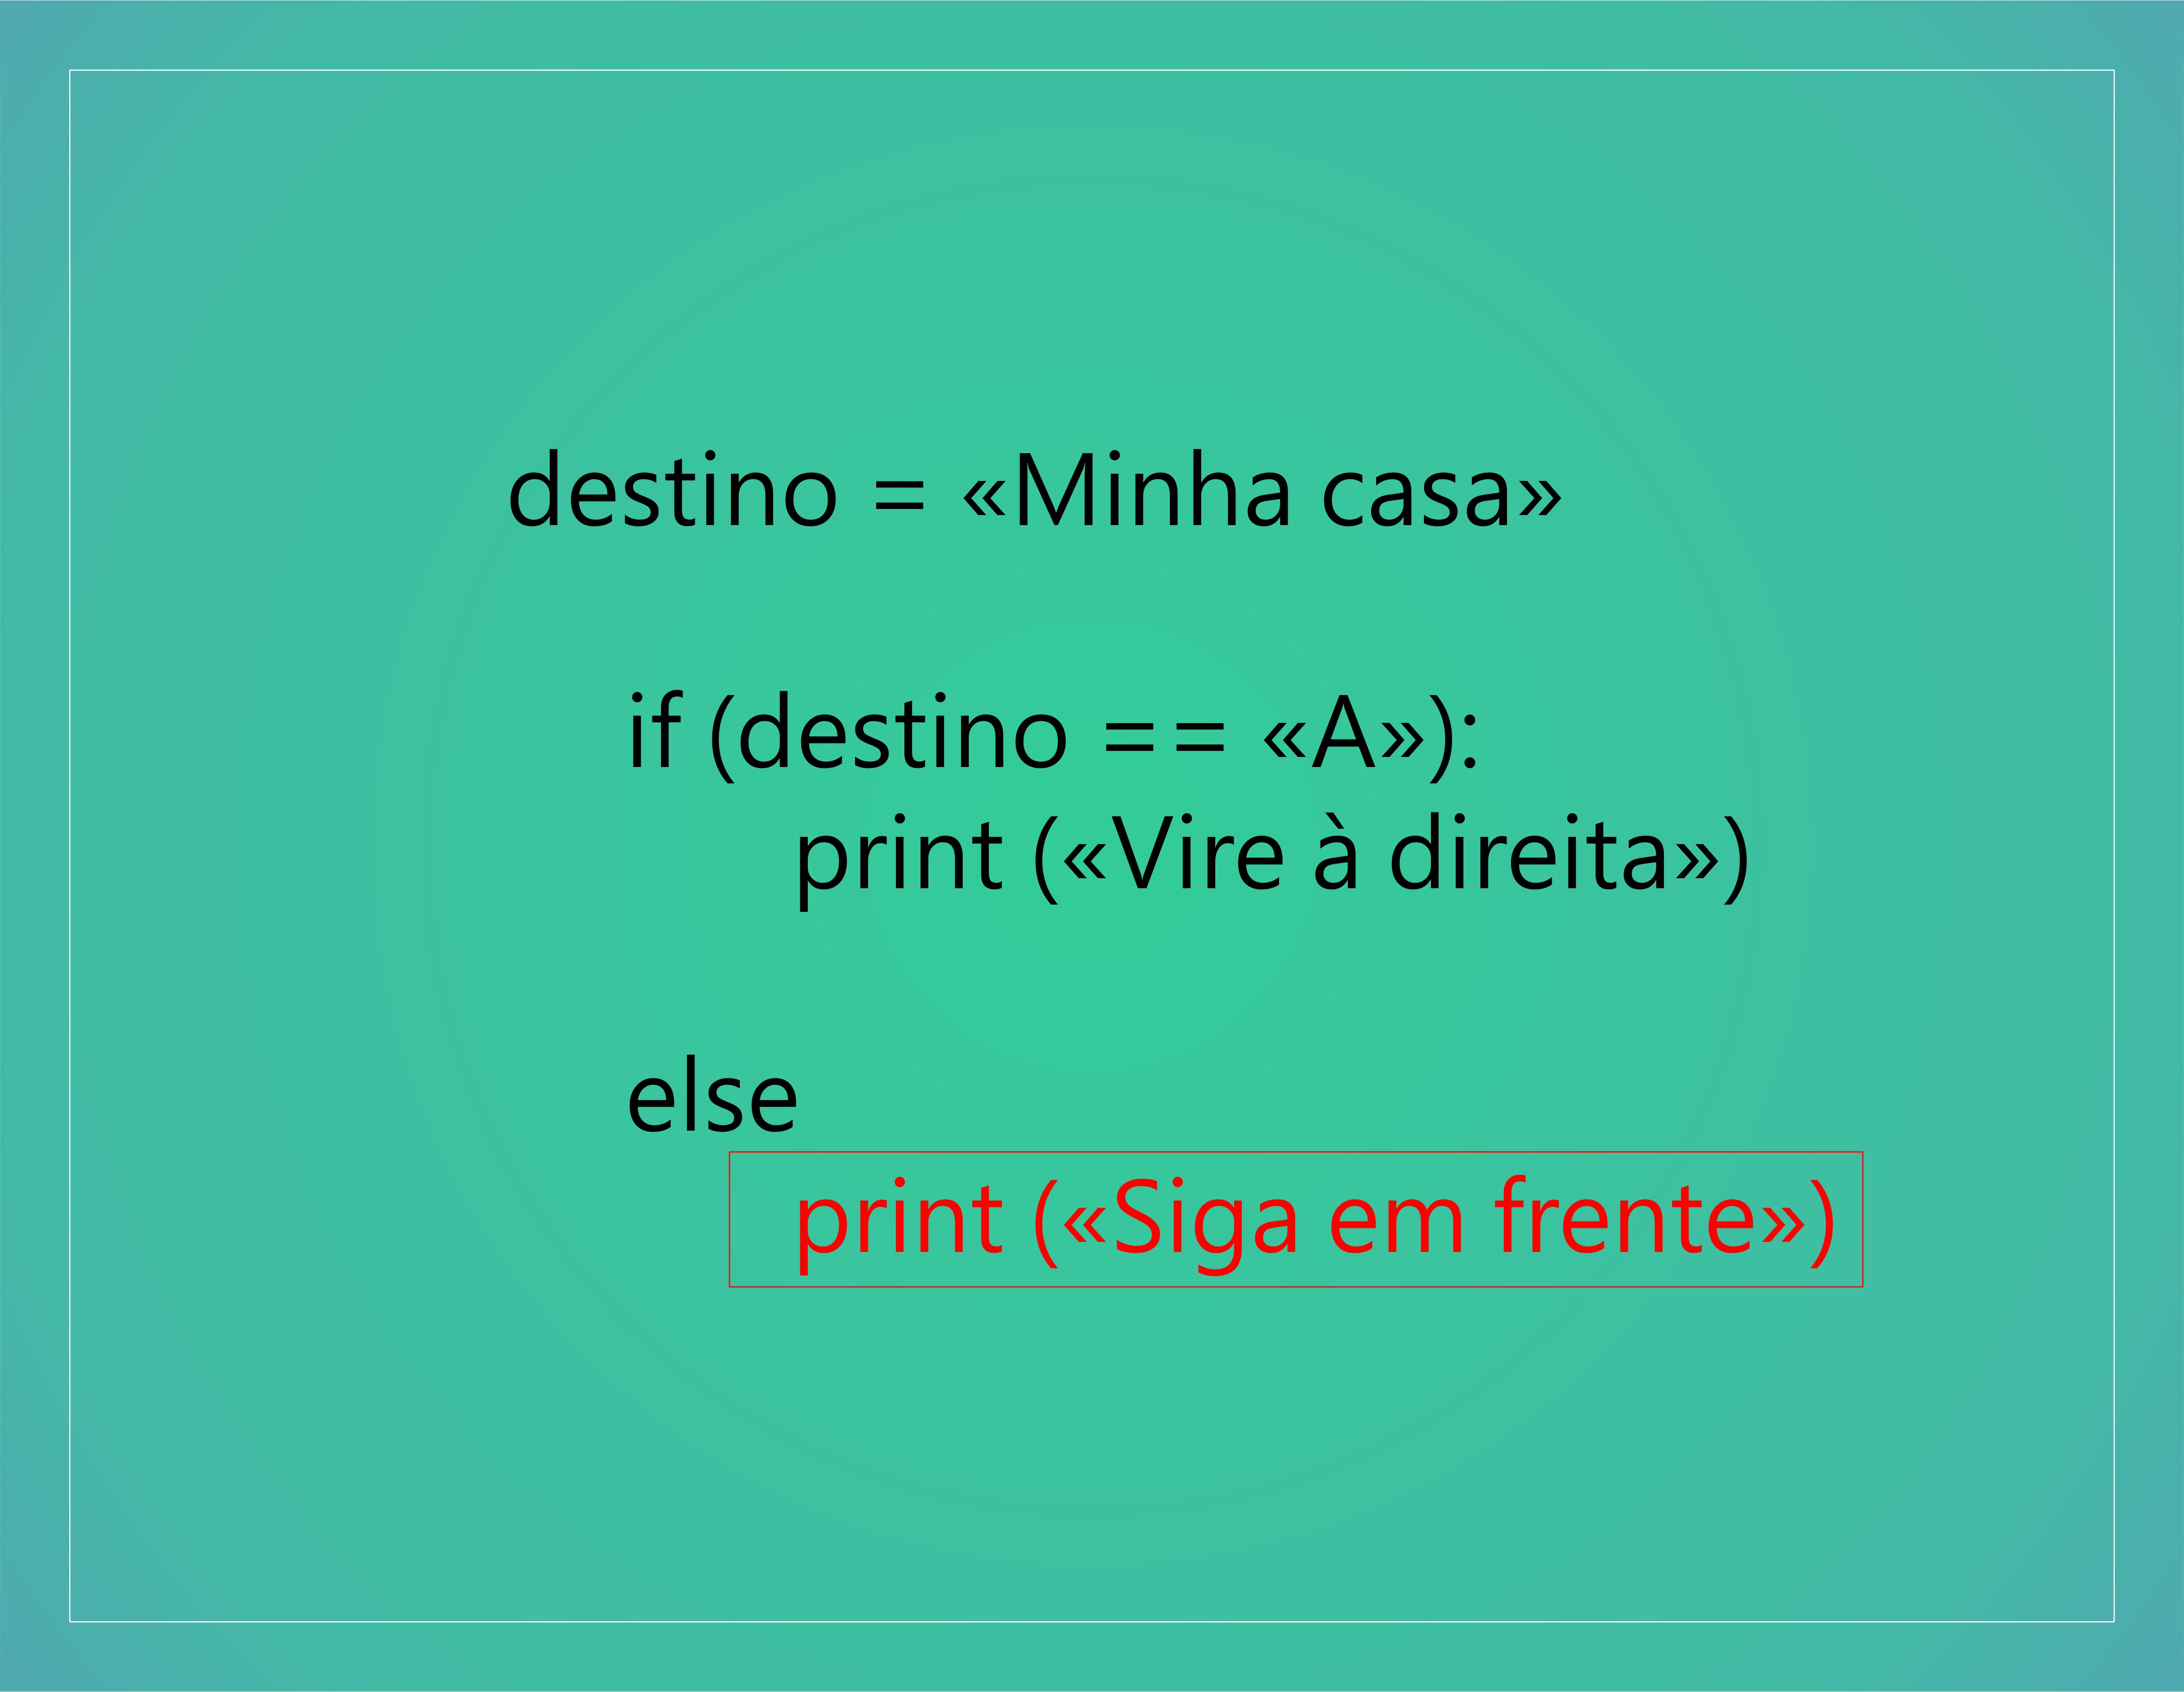 destino = «Minha casa»
if (destino == «A»):
print («Vire à direita»)
else
print («Siga em frente»)